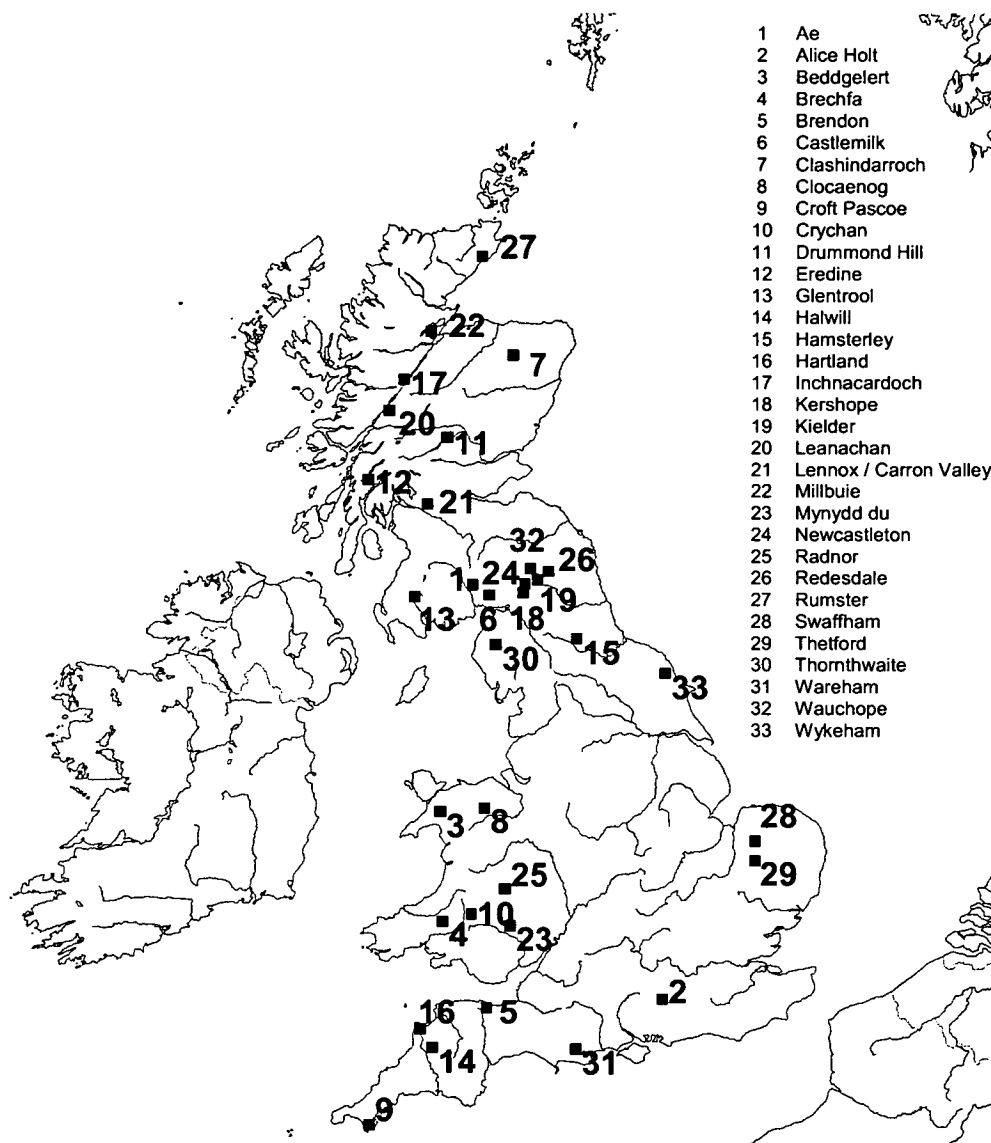 1 Ae
2 Alice Holt
3 Beddgelert
4 Brechfa
5 Brendon
6 Castlemilk
7 Clashindarroch
8 Clocaenog
9 Croft Pascoe
10 Crychan
11 Drummond Hill
12 Eredine
13 Glentrool
14 Halwill
15 Hamsterley
16 Hartland
17 Inchnacardoch
18 Kershope
19 Kielder
20 Leanachan
21 Lennox / Carron Valley
22 Millbuie
23 Mynydd du
24 Newcastleton
25 Radnor
26 Redesdale
27 Rumster
28 Swaffham
29 Thetford
30 Thornthwaite
31 Wareham
32 Wauchope
33 Wykeham
27
22
7
17
20
11
12
21
32
26
1
24
13
6
18
19
30
15
33
3
8
28
29
25
10
4
23
2
16
5
14
31
9